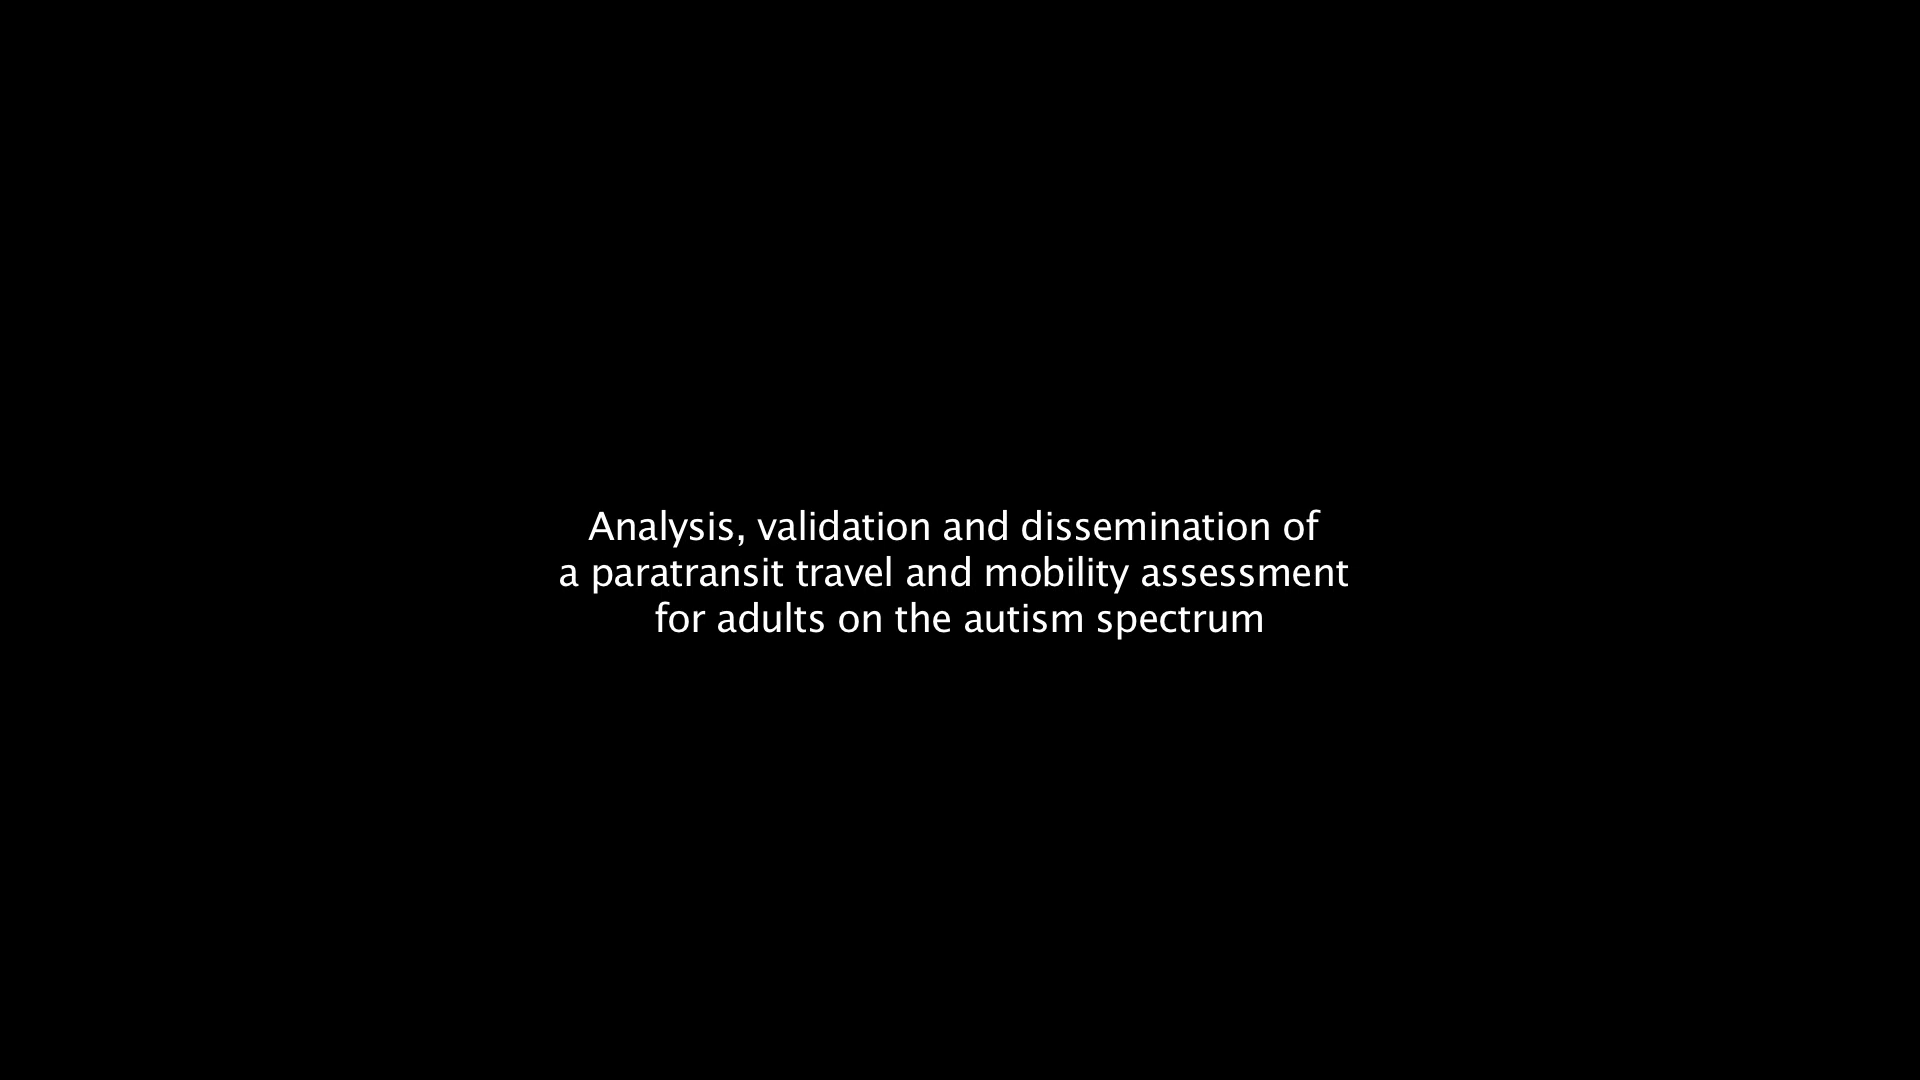 Analysis, validation and dissemination of
a paratransit travel and mobility assessment
for adults on the autism spectrum